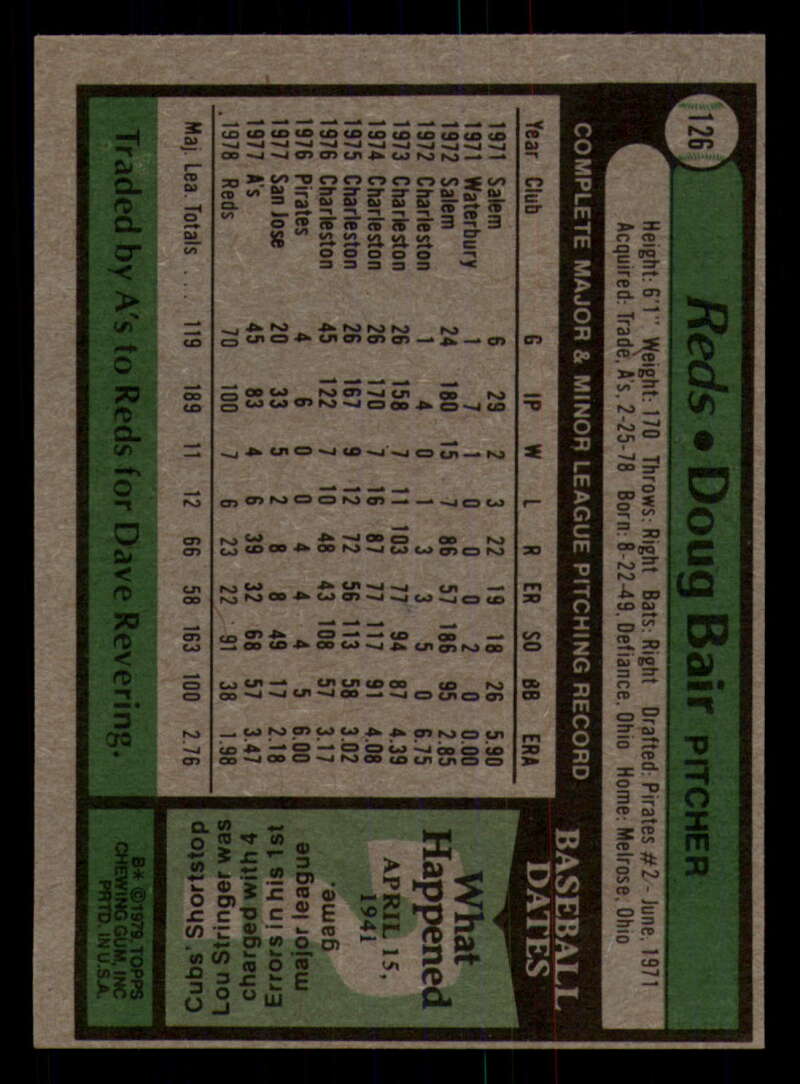 126
Reds • Doug Bair PITCHER
Height: 6'1" Weight: 170 Throws: Right Bats: Right Drafted: Pirates #2 - June, 1971
Acquired: Trade, A's, 2-25-78 Born: 8-22-49, Defiance, Ohio Home: Melrose, Ohio
COMPLETE MAJOR & MINOR LEAGUE PITCHING RECORD
Year Club G IP W L R ER SO BB ERA
1971 Salem 6 29 2 3 22 19 18 26 5.90
1971 Waterbury 1 7 1 0 0 0 2 0 0.00
1972 Salem 24 180 15 7 86 57 186 95 2.85
1972 Charleston 1 4 0 1 3 3 5 0 6.75
1973 Charleston 26 158 7 11 103 77 94 87 4.39
1974 Charleston 26 170 7 16 87 77 117 91 4.08
1975 Charleston 26 167 9 12 72 56 113 58 3.02
1976 Charleston 45 122 7 10 48 43 108 57 3.17
1976 Pirates 4 6 0 0 4 4 4 5 6.00
1977 San Jose 20 33 5 2 8 8 49 17 2.18
1977 A's 45 83 4 6 39 32 68 57 3.47
1978 Reds 70 100 7 6 23 22 91 38 1.98
Maj. Lea. Totals .... 119 189 11 12 66 58 163 100 2.76
Traded by A's to Reds for Dave Revering.
BASEBALL
DATES
What
Happened
APRIL 15,
1941
Cubs' Shortstop
Lou Stringer was
charged with 4
Errors in his 1st
major league
game.
B* © 1979 TOPPS
CHEWING GUM, INC
PRTD. IN U.S.A.